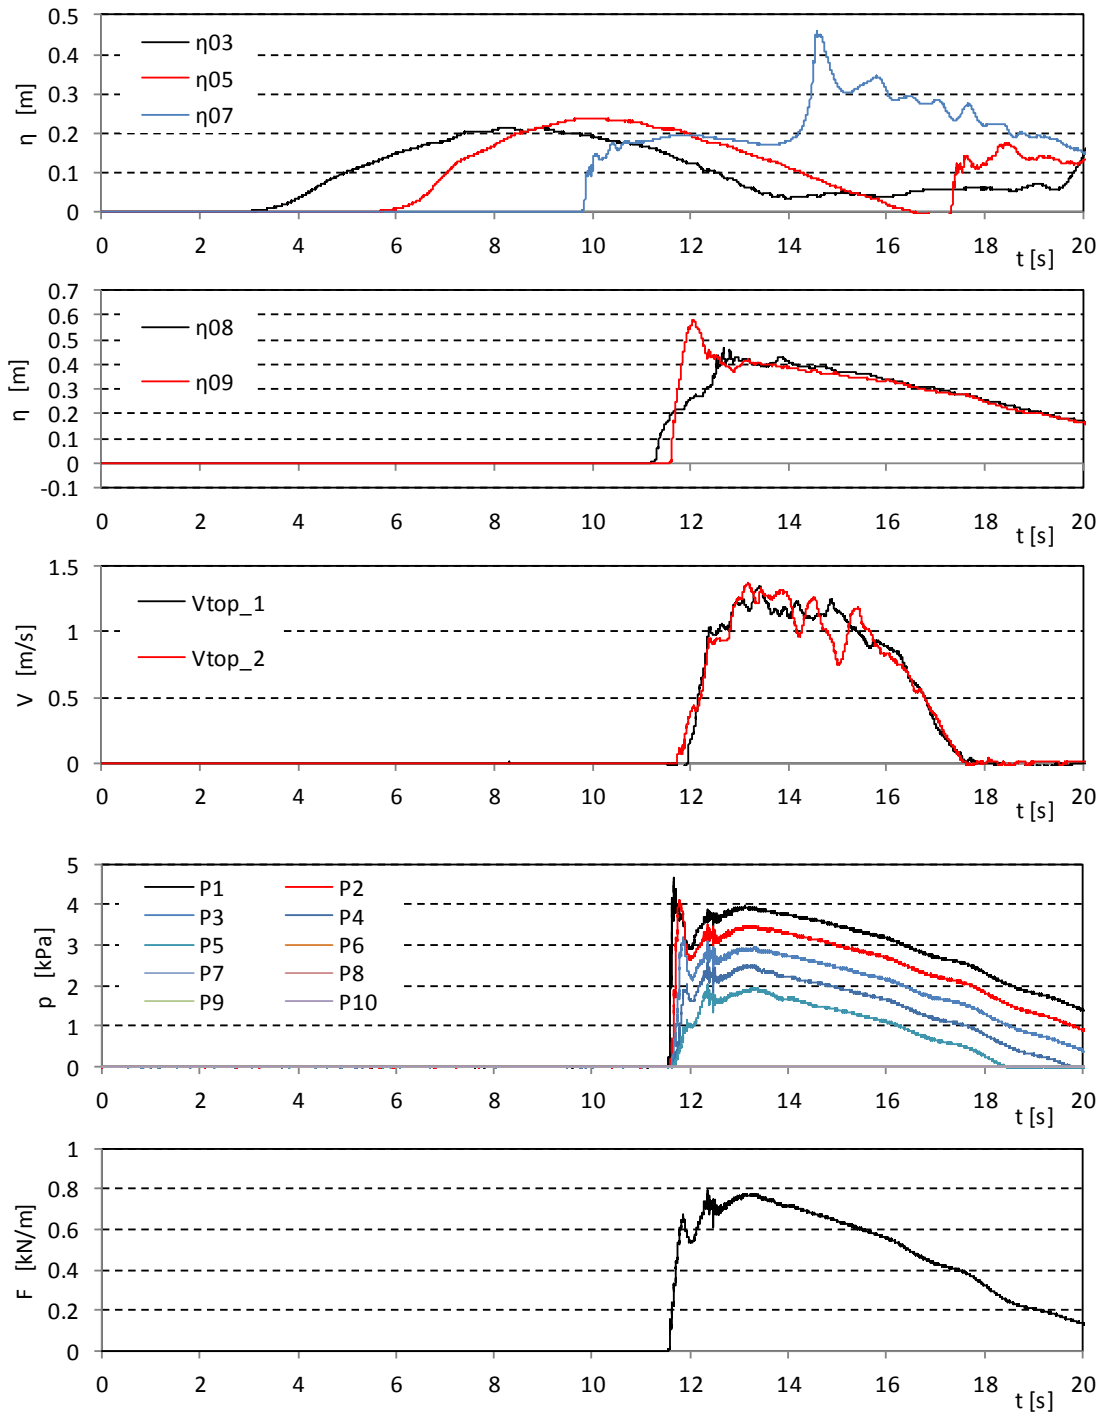 0.5
0.4
0.3
0.2
0.1
0
η [m]
η03
η05
η07
0 2 4 6 8 10 12 14 16 18 20
t [s]
0.7
0.6
0.5
0.4
0.3
0.2
0.1
0
-0.1
η [m]
η08
η09
0 2 4 6 8 10 12 14 16 18 20
t [s]
1.5
1
0.5
0
V [m/s]
Vtop_1
Vtop_2
0 2 4 6 8 10 12 14 16 18 20
t [s]
5
4
3
2
1
0
p [kPa]
P1 P2
P3 P4
P5 P6
P7 P8
P9 P10
0 2 4 6 8 10 12 14 16 18 20
t [s]
1
0.8
0.6
0.4
0.2
0
F [kN/m]
0 2 4 6 8 10 12 14 16 18 20
t [s]